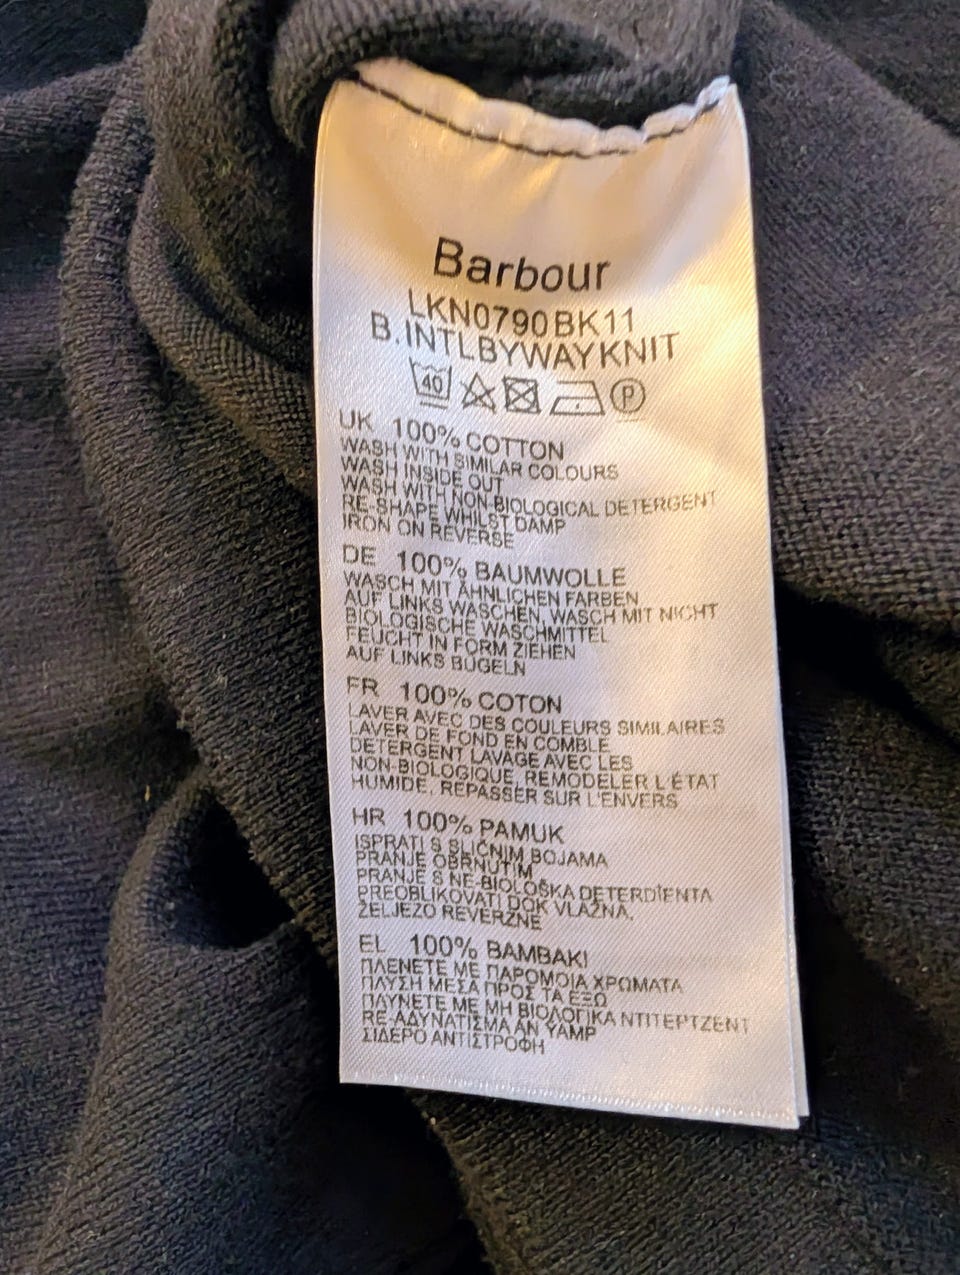 Barbour
LKN0790BK11
B.INTLBYWAYKNIT
40 P
UK 100% COTTON
WASH WITH SIMILAR COLOURS
WASH INSIDE OUT
WASH WITH NON-BIOLOGICAL DETERGENT
RE-SHAPE WHILST DAMP
IRON ON REVERSE
DE 100% BAUMWOLLE
WASCH MIT ÄHNLICHEN FARBEN
AUF LINKS WASCHEN, WASCH MIT NICHT
BIOLOGISCHE WASCHMITTEL
FEUCHT IN FORM ZIEHEN
AUF LINKS BÜGELN
FR 100% COTON
LAVER AVEC DES COULEURS SIMILAIRES
LAVER DE FOND EN COMBLE
DÉTERGENT LAVAGE AVEC LES
NON-BIOLOGIQUE, REMODELER L'ÉTAT
HUMIDE, REPASSER SUR L'ENVERS
HR 100% PAMUK
ISPRATI S SLIČNIM BOJAMA
PRANJE OBRNUTIM
PRANJE S NE-BIOLOŠKA DETERDÍENTA
PREOBLIKOVATI DOK VLAŽNA,
ŽELJEZO REVERZNE
EL 100% BAMBAKI
ΠΛΕΝΕΤΕ ΜΕ ΠΑΡΟΜΟΙΑ ΧΡΩΜΑΤΑ
ΠΛΥΣΗ ΜΕΣΑ ΠΡΟΣ ΤΑ ΕΞΩ
ΠΛΥΝΕΤΕ ΜΕ ΜΗ ΒΙΟΛΟΓΙΚΑ ΝΤΙΤΕΡΤΖΕΝΤ
RE-ΑΔΥΝΑΤΙΣΜΑ ΑΝ ΥΑΜΡ
ΣΙΔΕΡΟ ΑΝΤΙΣΤΡΟΦΗ